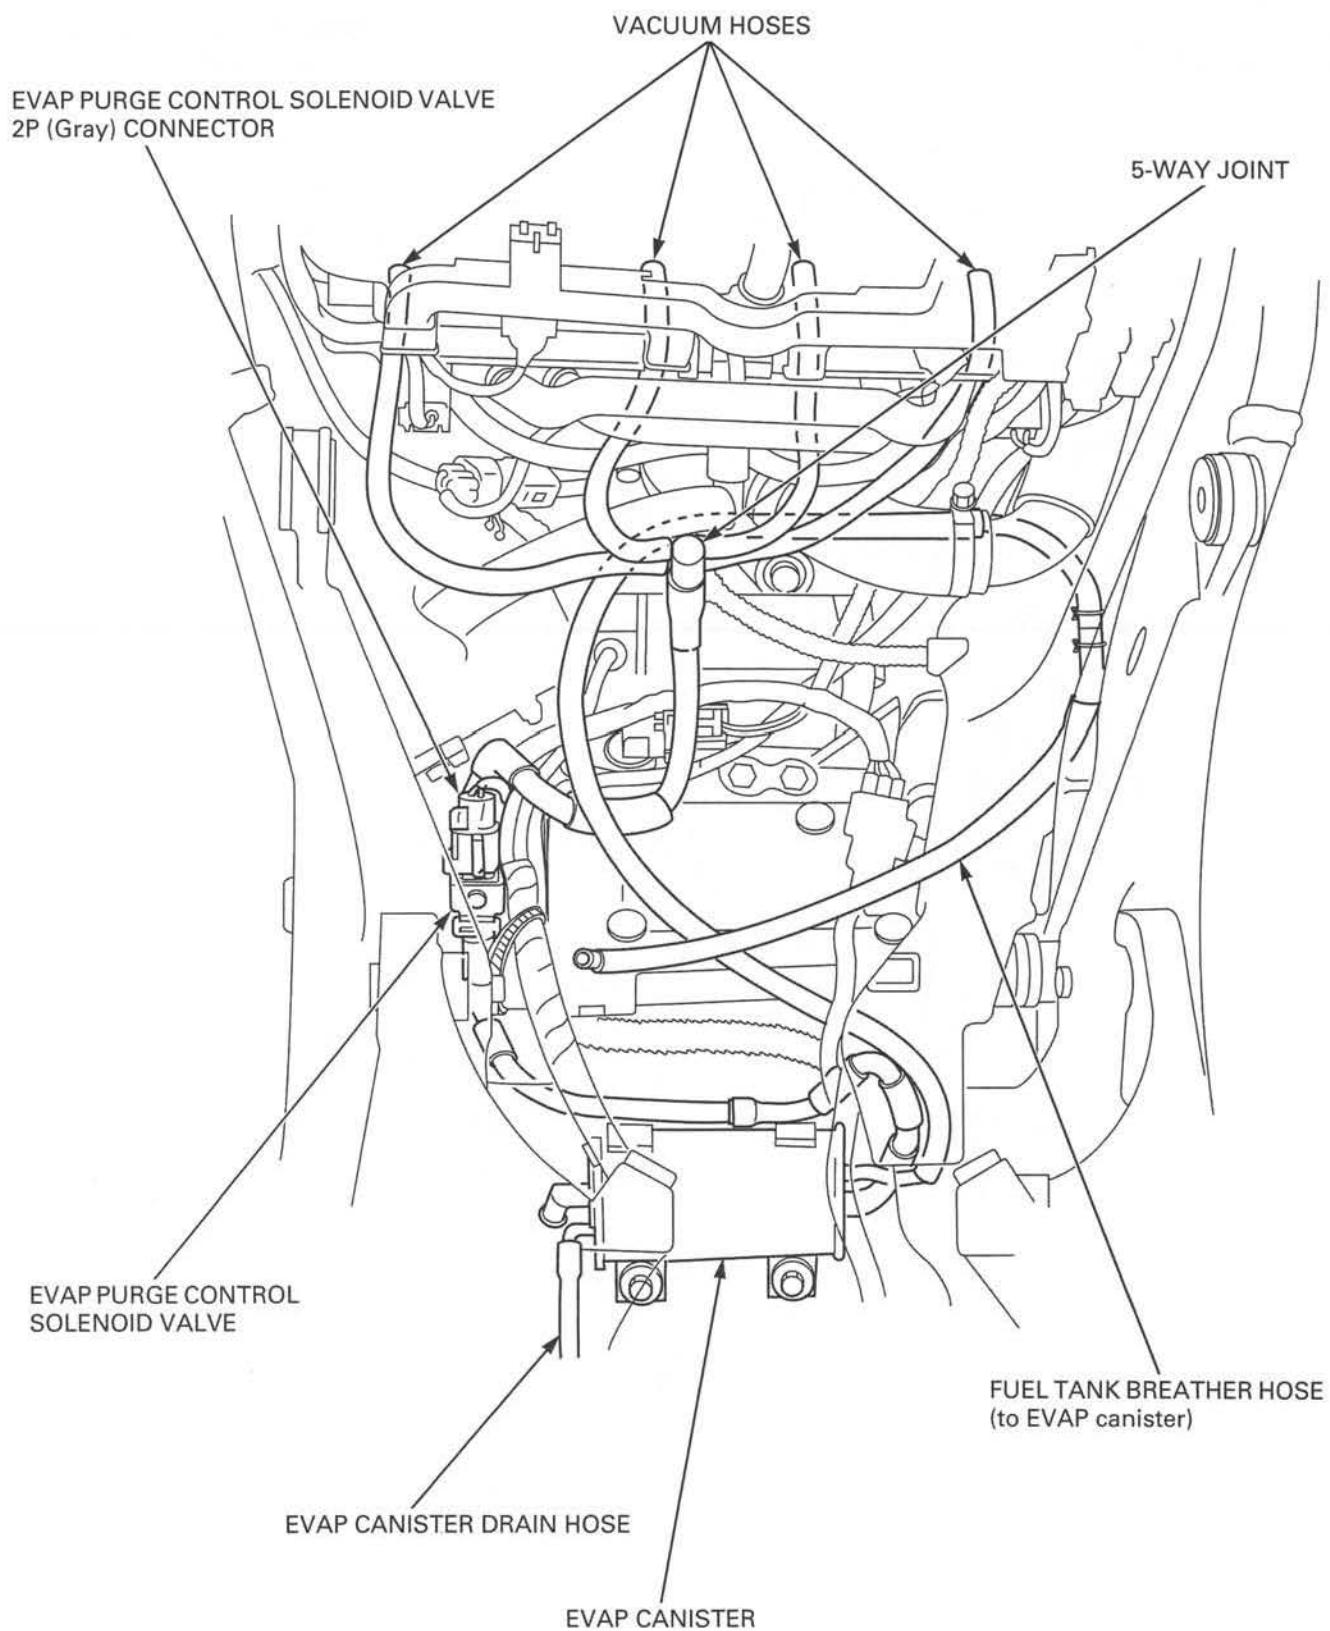 VACUUM HOSES
EVAP PURGE CONTROL SOLENOID VALVE
2P (Gray) CONNECTOR
5-WAY JOINT
EVAP PURGE CONTROL
SOLENOID VALVE
FUEL TANK BREATHER HOSE
(to EVAP canister)
EVAP CANISTER DRAIN HOSE
EVAP CANISTER